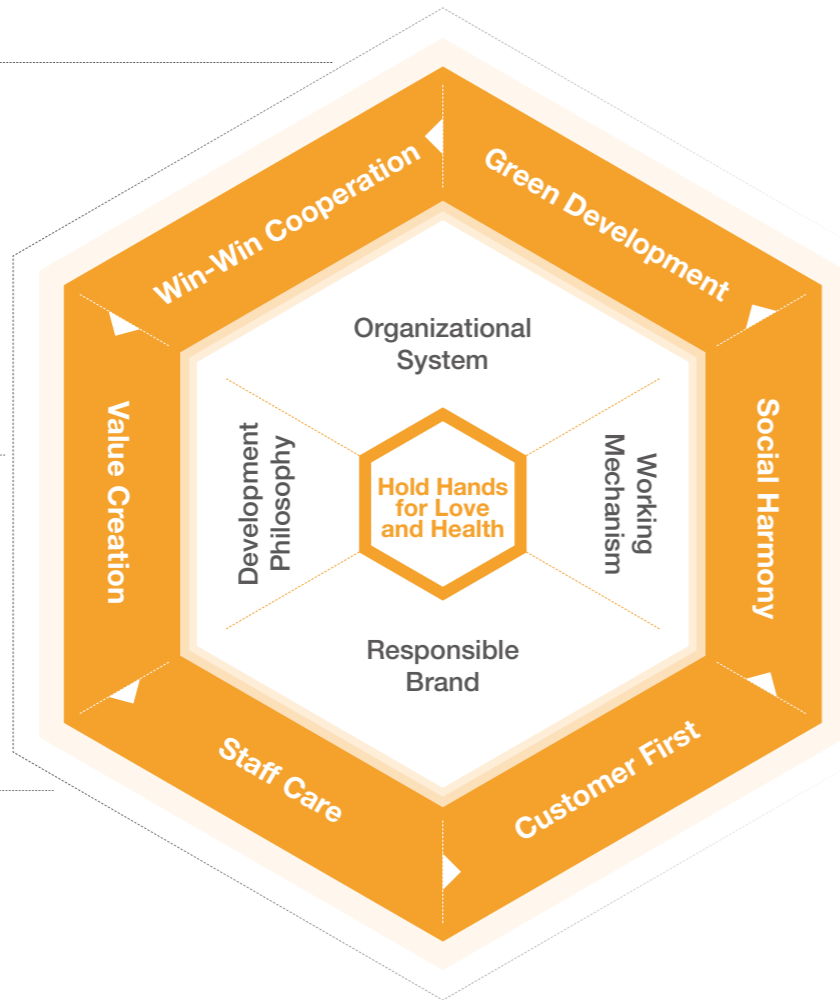 Win-Win Cooperation
Green Development
Organizational
System
Value Creation
Development
Philosophy
Hold Hands
for Love
and Health
Working
Mechanism
Social Harmony
Responsible
Brand
Staff Care
Customer First